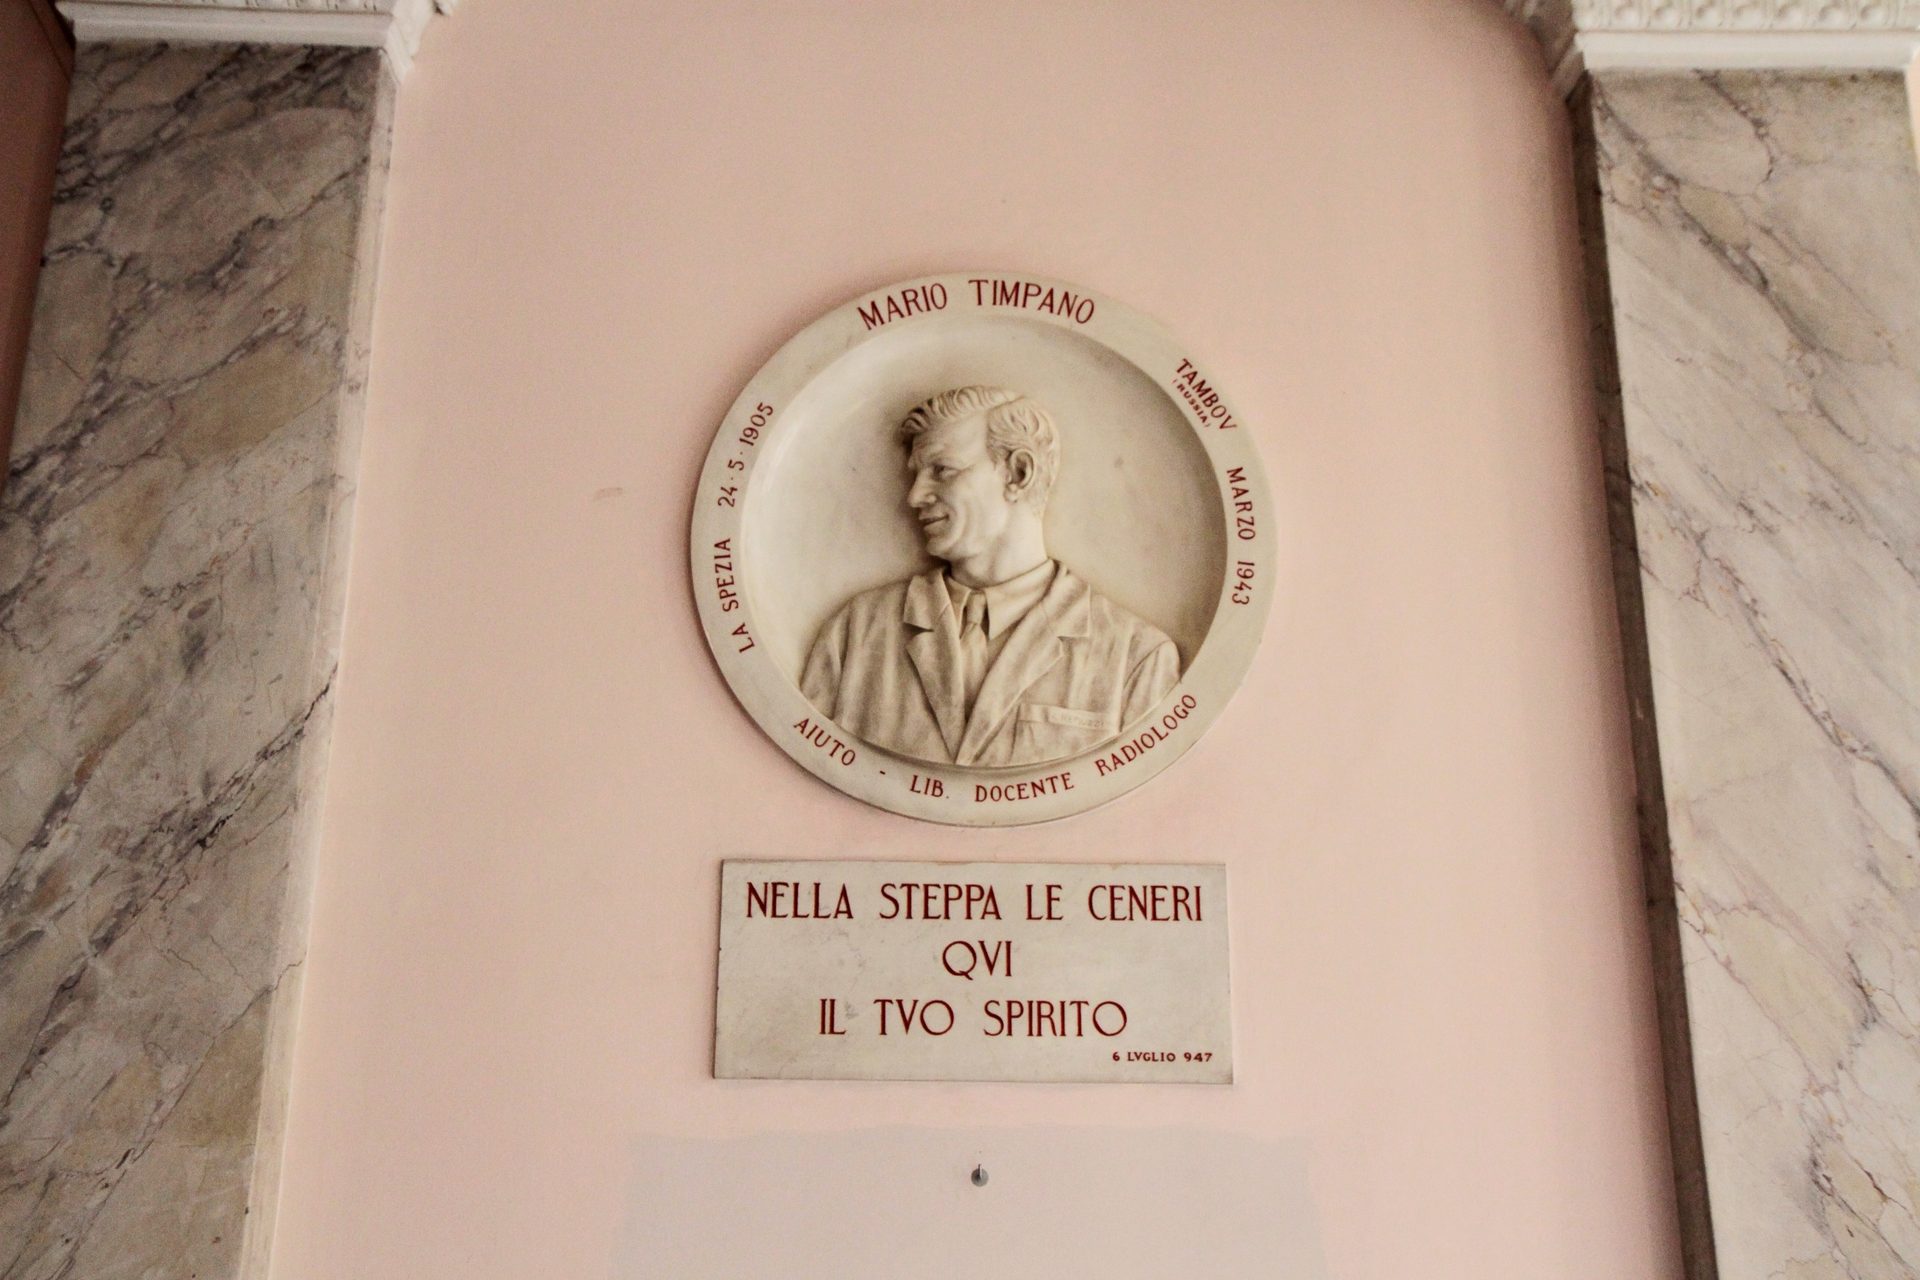 MARIO TIMPANO
LA SPEZIA 24·5·1905
TAMBOV
(RUSSIA)
MARZO 1943
AIUTO - LIB. DOCENTE RADIOLOGO
NELLA STEPPA LE CENERI
QVI
IL TVO SPIRITO
6 LVGLIO 947